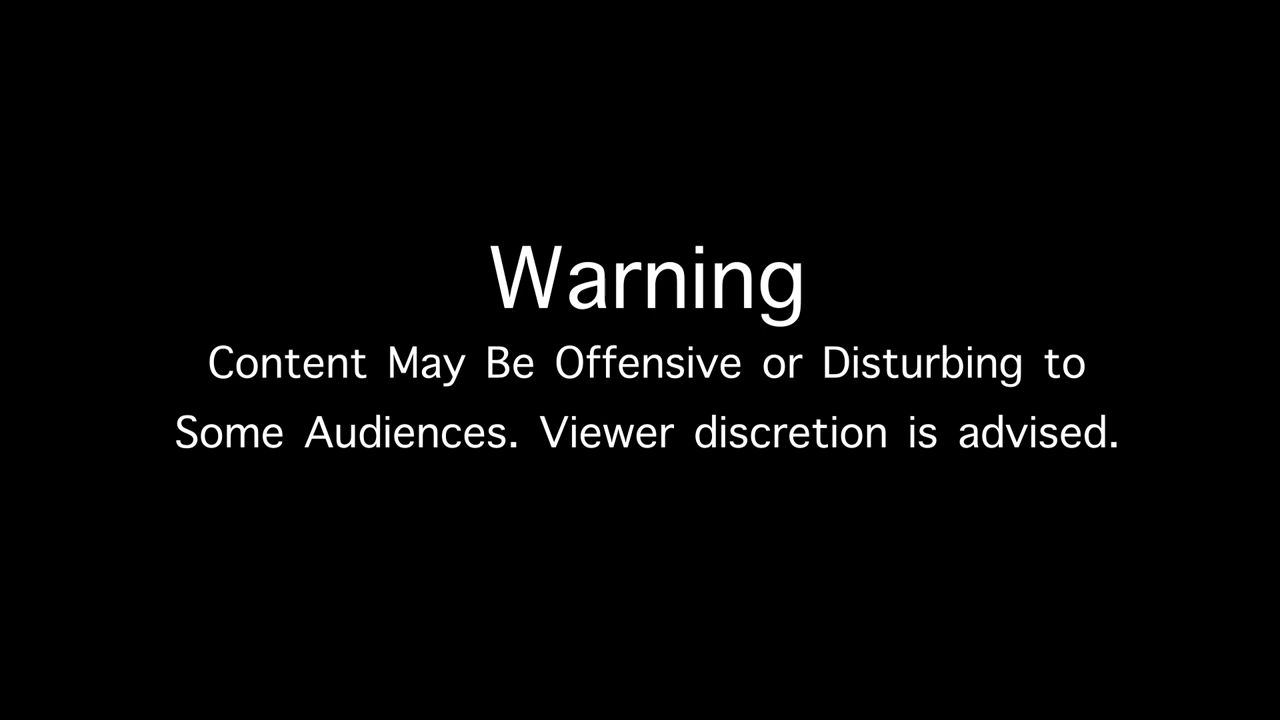 Warning
Content May Be Offensive or Disturbing to
Some Audiences. Viewer discretion is advised.